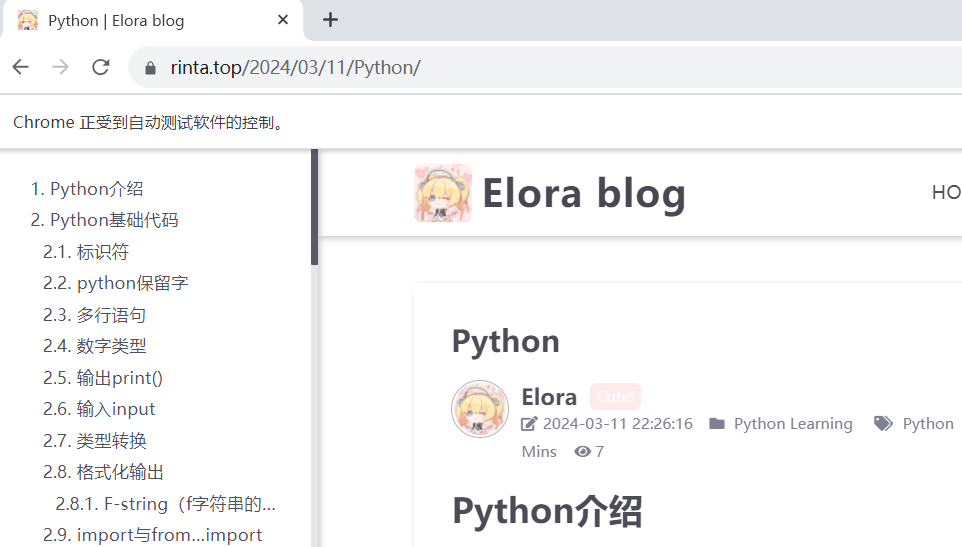 Python | Elora blog
rinta.top/2024/03/11/Python/
Chrome 正受到自动测试软件的控制。
1. Python介绍
2. Python基础代码
2.1. 标识符
2.2. python保留字
2.3. 多行语句
2.4. 数字类型
2.5. 输出print()
2.6. 输入input
2.7. 类型转换
2.8. 格式化输出
2.8.1. F-string（f字符串的...
2.9. import与from...import
Elora blog
HO
Python
Elora Cute!
2024-03-11 22:26:16 Python Learning Python
Mins 7
Python介绍